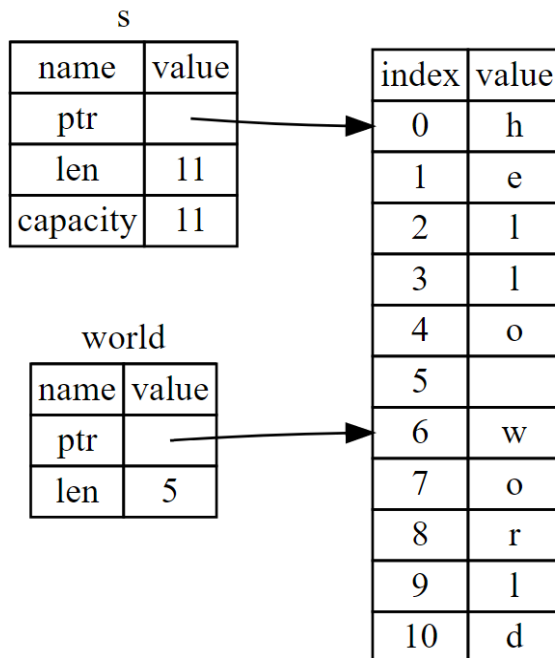 s
name value
ptr
len 11
capacity 11
world
name value
ptr
len 5
index value
0 h
1 e
2 l
3 l
4 o
5
6 w
7 o
8 r
9 l
10 d